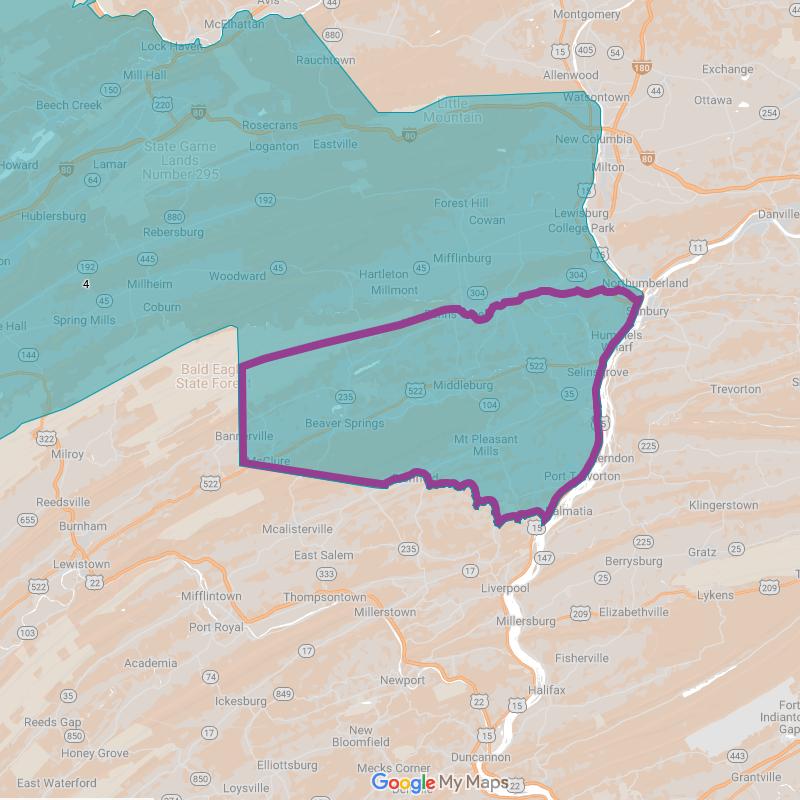 Avis
44
McElhattan
880
Montgomery
44
Lock Haven
Rauchtown
15
405
54
Mill Hall
Allenwood
180
Exchange
150
Watsontown
44
Beech Creek
220
Little
Mountain
Ottawa
80
254
Rosecrans
80
Loganton
Eastville
New Columbia
State Game
Lands
Number 295
80
Howard
80
Lamar
Milton
64
15
192
Forest Hill
Hublersburg
880
Cowan
Lewisburg
Danville
Rebersburg
College Park
11
15
445
Mifflinburg
192
Woodward
45
Hartleton
45
304
4
Millheim
Millmont
304
Northumberland
45
Coburn
Spring Mills
Sunbury
Hummels
Wharf
144
522
Bald Eagle
State Forest
Selinsgrove
522
Middleburg
Trevorton
235
35
104
Beaver Springs
322
Bannerville
Mt Pleasant
Mills
225
Milroy
McClure
Herndon
522
Port Trevorton
Reedsville
Klingerstown
655
Dalmatia
Burnham
Mcalisterville
15
225
Gratz
25
235
East Salem
147
Berrysburg
Lewistown
333
17
25
22
522
Liverpool
209
Mifflintown
Thompsontown
Lykens
Millerstown
209
Elizabethville
Millersburg
Port Royal
103
17
Fisherville
Academia
74
Newport
35
Ickesburg
849
22
Halifax
15
Reeds Gap
17
850
New
Bloomfield
15
Honey Grove
443
Duncannon
Elliottsburg
Mecks Corner
850
East Waterford
Loysville
22
Grantville
274
Google My Maps